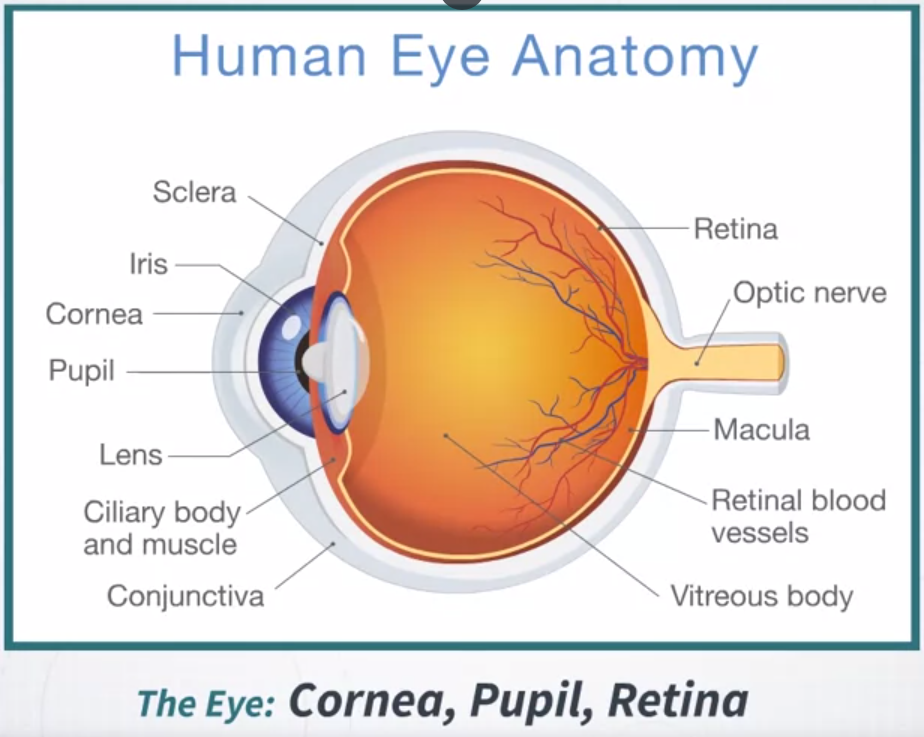 Human Eye Anatomy
Sclera
Iris
Cornea
Pupil
Lens
Ciliary body
and muscle
Conjunctiva
Retina
Optic nerve
Macula
Retinal blood
vessels
Vitreous body
The Eye: Cornea, Pupil, Retina